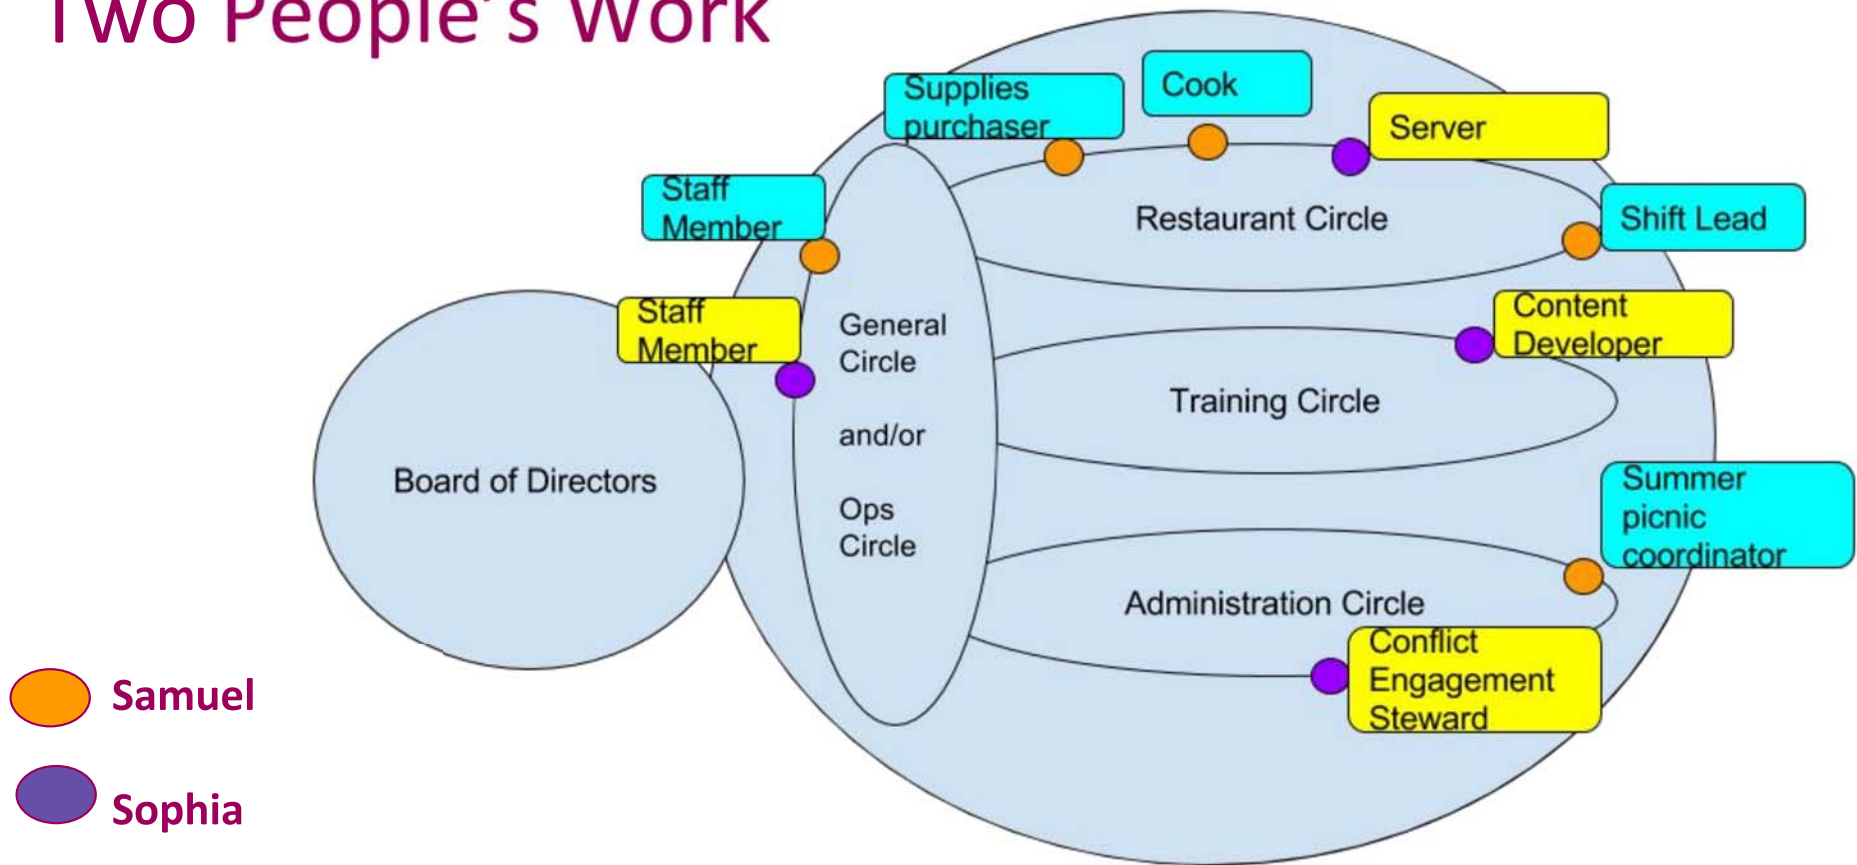 Two People's Work
Supplies
purchaser
Cook
Server
Staff
Member
Restaurant Circle
Shift Lead
Staff
Member
General
Circle
and/or
Ops
Circle
Content
Developer
Training Circle
Board of Directors
Summer
picnic
coordinator
Administration Circle
Conflict
Engagement
Steward
Samuel
Sophia